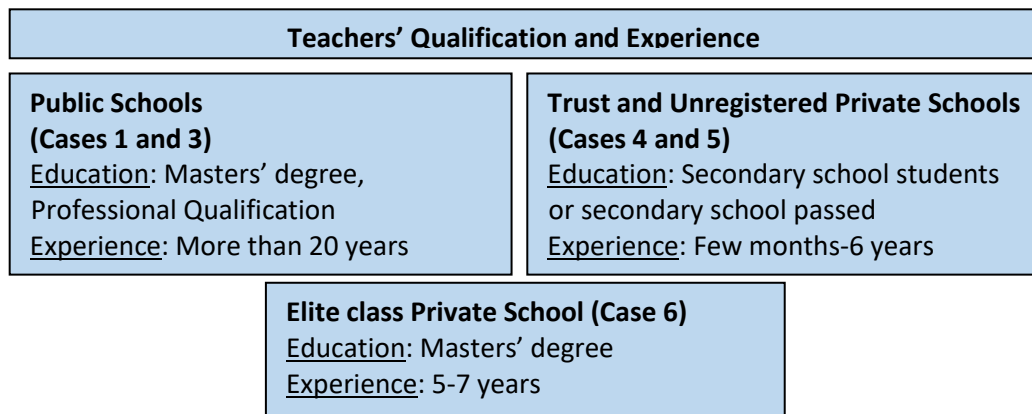 Teachers’ Qualification and Experience
Public Schools
(Cases 1 and 3)
Education: Masters’ degree,
Professional Qualification
Experience: More than 20 years
Trust and Unregistered Private Schools
(Cases 4 and 5)
Education: Secondary school students
or secondary school passed
Experience: Few months-6 years
Elite class Private School (Case 6)
Education: Masters’ degree
Experience: 5-7 years